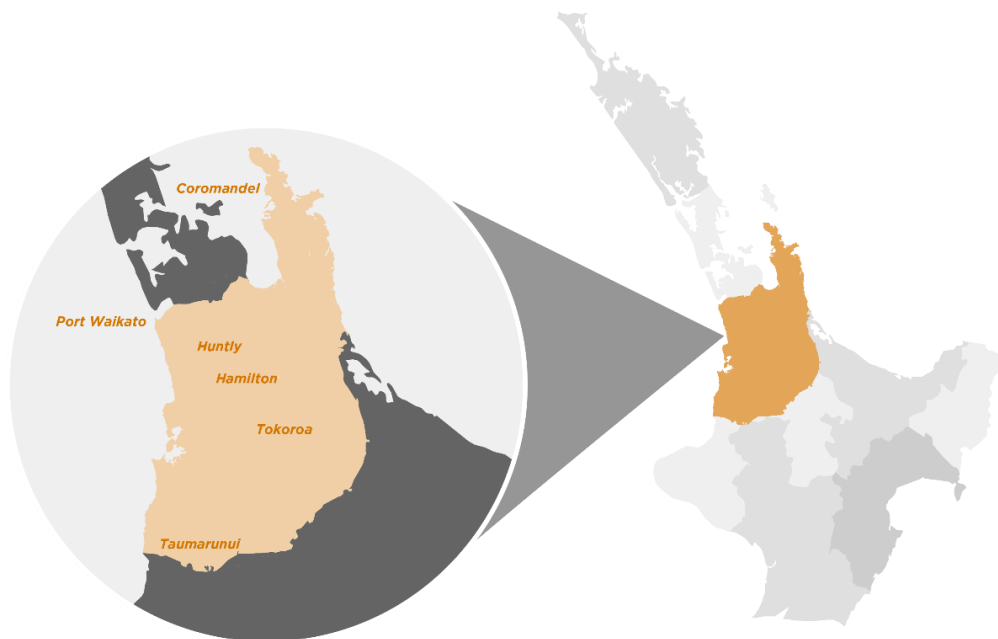 Coromandel
Port Waikato
Huntly
Hamilton
Tokoroa
Taumarunui